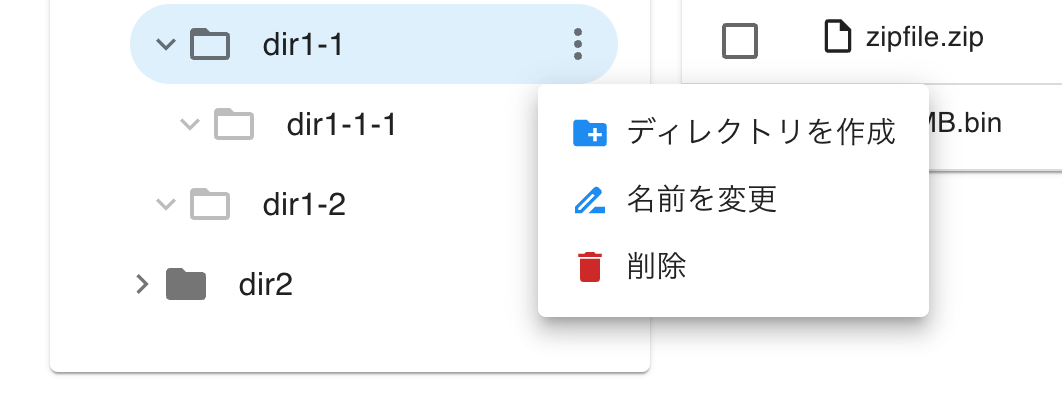 dir1-1
dir1-1-1
dir1-2
dir2
zipfile.zip
MB.bin
ディレクトリを作成
名前を変更
削除